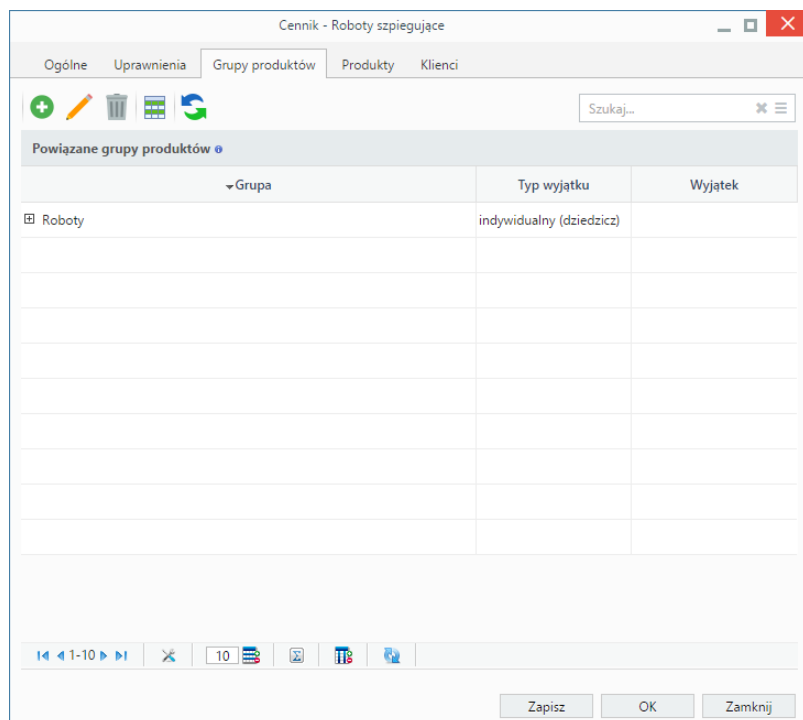 Cennik - Roboty szpiegujące
Ogólne Uprawnienia Grupy produktów Produkty Klienci
Szukaj...
Powiązane grupy produktów
Grupa Typ wyjątku Wyjątek
Roboty indywidualny (dziedzicz)
1-10 10
Zapisz OK Zamknij